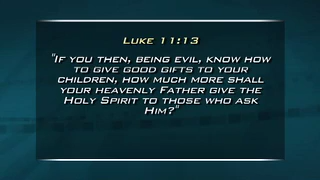 Luke 11:13
"If you then, being evil, know how
to give good gifts to your
children, how much more shall
your heavenly Father give the
Holy Spirit to those who ask
Him?"